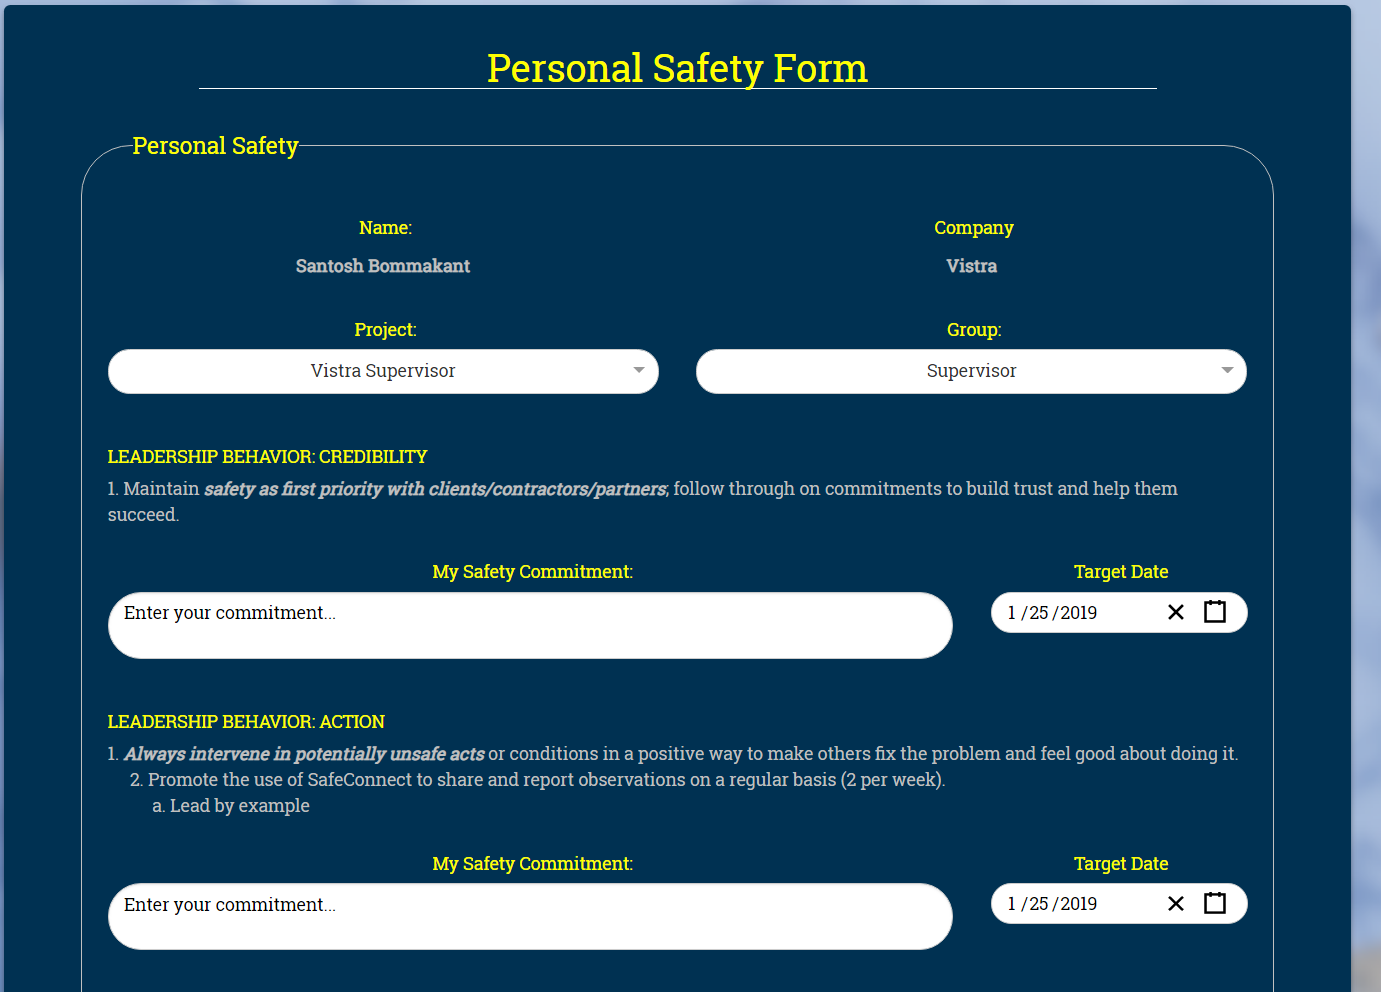 Personal Safety Form
Personal Safety
Name:
Company
Santosh Bommakant
Vistra
Project:
Group:
Vistra Supervisor
Supervisor
LEADERSHIP BEHAVIOR: CREDIBILITY
1. Maintain safety as first priority with clients/contractors/partners; follow through on commitments to build trust and help them
succeed.
My Safety Commitment:
Target Date
Enter your commitment...
1 /25 /2019
LEADERSHIP BEHAVIOR: ACTION
1. Always intervene in potentially unsafe acts or conditions in a positive way to make others fix the problem and feel good about doing it.
2. Promote the use of SafeConnect to share and report observations on a regular basis (2 per week).
a. Lead by example
My Safety Commitment:
Target Date
Enter your commitment...
1 /25 /2019